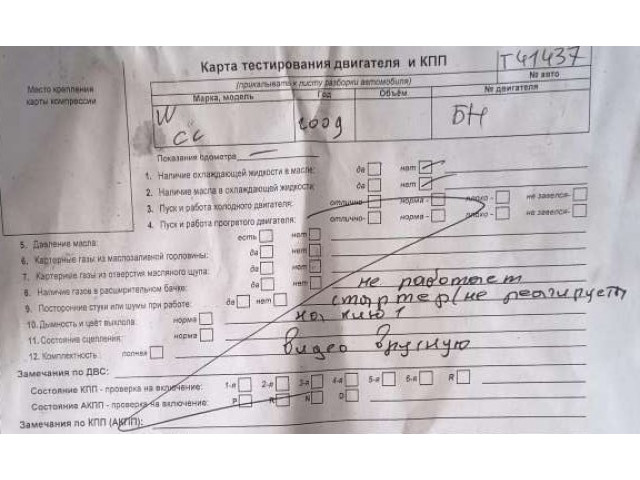 Карта тестирования двигателя и КПП
T41437
№ авто
(прикалывать к листу разборки автомобиля)
Место крепления
карты компрессии
Марка, модель Год Объём № двигателя
W
CC 2009 БН
Показания одометра
1. Наличие охлаждающей жидкости в масле: да нет
2. Наличие масла в охлаждающей жидкости: да нет
3. Пуск и работа холодного двигателя: отлично- норма - плохо - не завелся-
4. Пуск и работа прогретого двигателя: отлично- норма - плохо - не завелся-
5. Давление масла: есть нет
6. Картерные газы из маслозаливной горловины: да нет
7. Картерные газы из отверстия масляного щупа: да нет
8. Наличие газов в расширительном бачке: да нет
не работает
9. Посторонние стуки или шумы при работе: да нет
стартер/не реагирует
10. Дымность и цвет выхлопа: норма
на ключ
11. Состояние сцепления: норма
12. Комплектность: полная
видео вручную
Замечания по ДВС:
Состояние КПП - проверка на включение: 1-я 2-я 3-я 4-я 5-я 6-я R
Состояние АКПП - проверка на включение: P R N D
Замечания по КПП (АКПП):